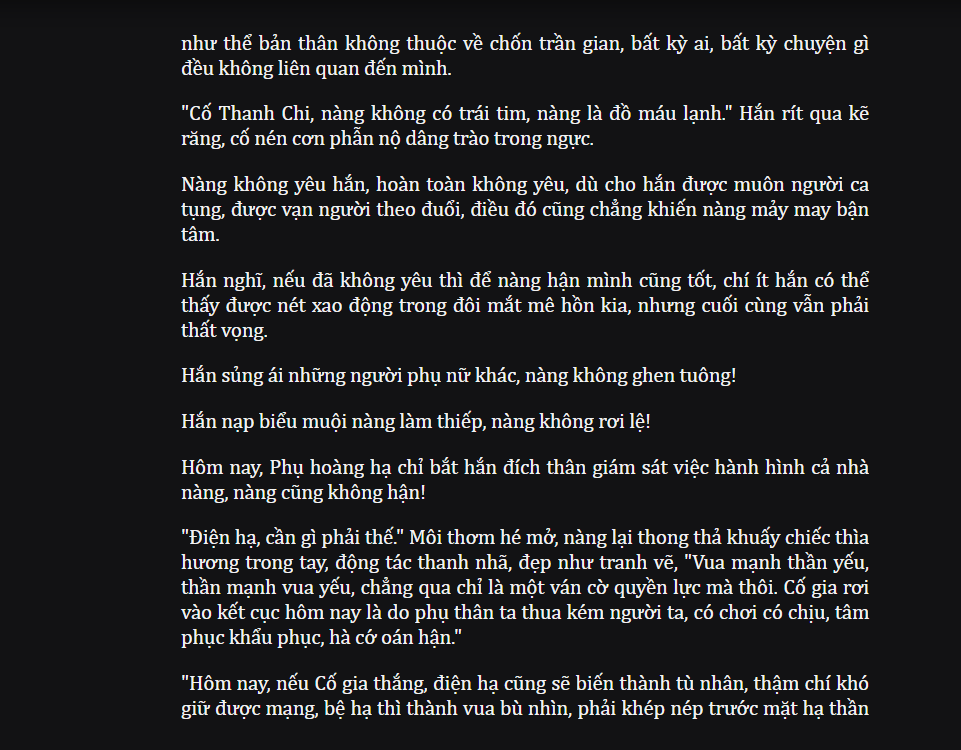 như thể bản thân không thuộc về chốn trần gian, bất kỳ ai, bất kỳ chuyện gì
đều không liên quan đến mình.
"Cố Thanh Chi, nàng không có trái tim, nàng là đồ máu lạnh." Hắn rít qua kẽ
răng, cố nén cơn phẫn nộ dâng trào trong ngực.
Nàng không yêu hắn, hoàn toàn không yêu, dù cho hắn được muôn người ca
tụng, được vạn người theo đuổi, điều đó cũng chẳng khiến nàng mảy may bận
tâm.
Hắn nghĩ, nếu đã không yêu thì để nàng hận mình cũng tốt, chí ít hắn có thể
thấy được nét xao động trong đôi mắt mê hồn kia, nhưng cuối cùng vẫn phải
thất vọng.
Hắn sủng ái những người phụ nữ khác, nàng không ghen tuông!
Hắn nạp biểu muội nàng làm thiếp, nàng không rơi lệ!
Hôm nay, Phụ hoàng hạ chỉ bắt hắn đích thân giám sát việc hành hình cả nhà
nàng, nàng cũng không hận!
"Điện hạ, cần gì phải thế." Môi thơm hé mở, nàng lại thong thả khuấy chiếc thìa
hương trong tay, động tác thanh nhã, đẹp như tranh vẽ, "Vua mạnh thần yếu,
thần mạnh vua yếu, chẳng qua chỉ là một ván cờ quyền lực mà thôi. Cố gia rơi
vào kết cục hôm nay là do phụ thân ta thua kém người ta, có chơi có chịu, tâm
phục khẩu phục, hà cớ oán hận."
"Hôm nay, nếu Cố gia thắng, điện hạ cũng sẽ biến thành tù nhân, thậm chí khó
giữ được mạng, bệ hạ thì thành vua bù nhìn, phải khép nép trước mặt hạ thần